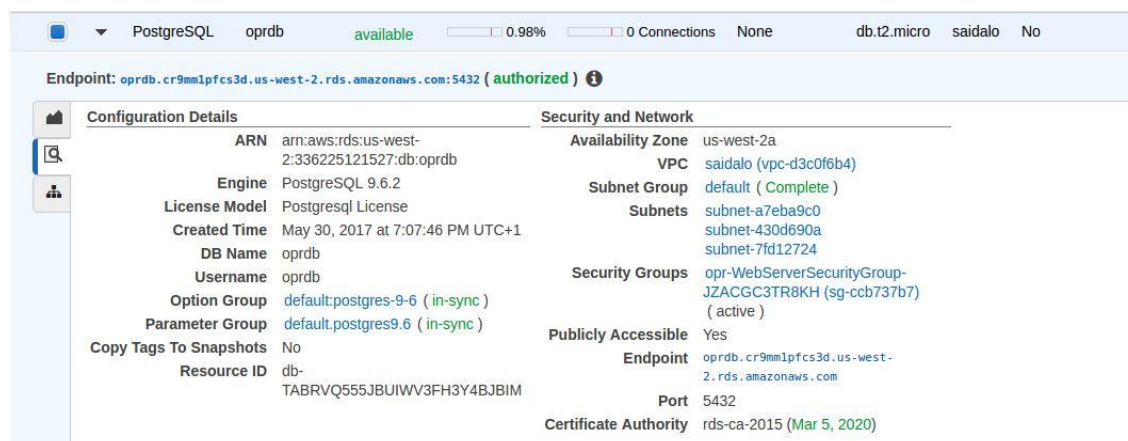 PostgreSQL oprdb available 0.98% 0 Connections None db.t2.micro saidalo No
Endpoint: oprdb.cr9mm1pfcs3d.us-west-2.rds.amazonaws.com:5432 ( authorized )
Configuration Details
ARN arn:aws:rds:us-west-
2:336225121527:db:oprdb
Engine PostgreSQL 9.6.2
License Model Postgresql License
Created Time May 30, 2017 at 7:07:46 PM UTC+1
DB Name oprdb
Username oprdb
Option Group default:postgres-9-6 ( in-sync )
Parameter Group default.postgres9.6 ( in-sync )
Copy Tags To Snapshots No
Resource ID db-
TABRVQ555JBUIWV3FH3Y4BJBIM
Security and Network
Availability Zone us-west-2a
VPC saidalo (vpc-d3c0f6b4)
Subnet Group default ( Complete )
Subnets subnet-a7eba9c0
subnet-430d690a
subnet-7fd12724
Security Groups opr-WebServerSecurityGroup-
JZACGC3TR8KH (sg-ccb737b7)
( active )
Publicly Accessible Yes
Endpoint oprdb.cr9mm1pfcs3d.us-west-
2.rds.amazonaws.com
Port 5432
Certificate Authority rds-ca-2015 (Mar 5, 2020)